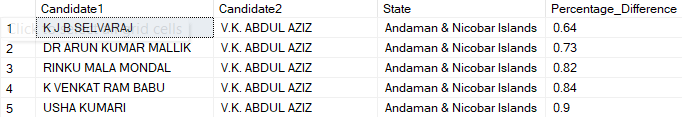 Candidate1 Candidate2 State Percentage_Difference
1 K J B SELVARAJ V.K. ABDUL AZIZ Andaman & Nicobar Islands 0.64
2 DR ARUN KUMAR MALLIK V.K. ABDUL AZIZ Andaman & Nicobar Islands 0.73
3 RINKU MALA MONDAL V.K. ABDUL AZIZ Andaman & Nicobar Islands 0.82
4 K VENKAT RAM BABU V.K. ABDUL AZIZ Andaman & Nicobar Islands 0.84
5 USHA KUMARI V.K. ABDUL AZIZ Andaman & Nicobar Islands 0.9